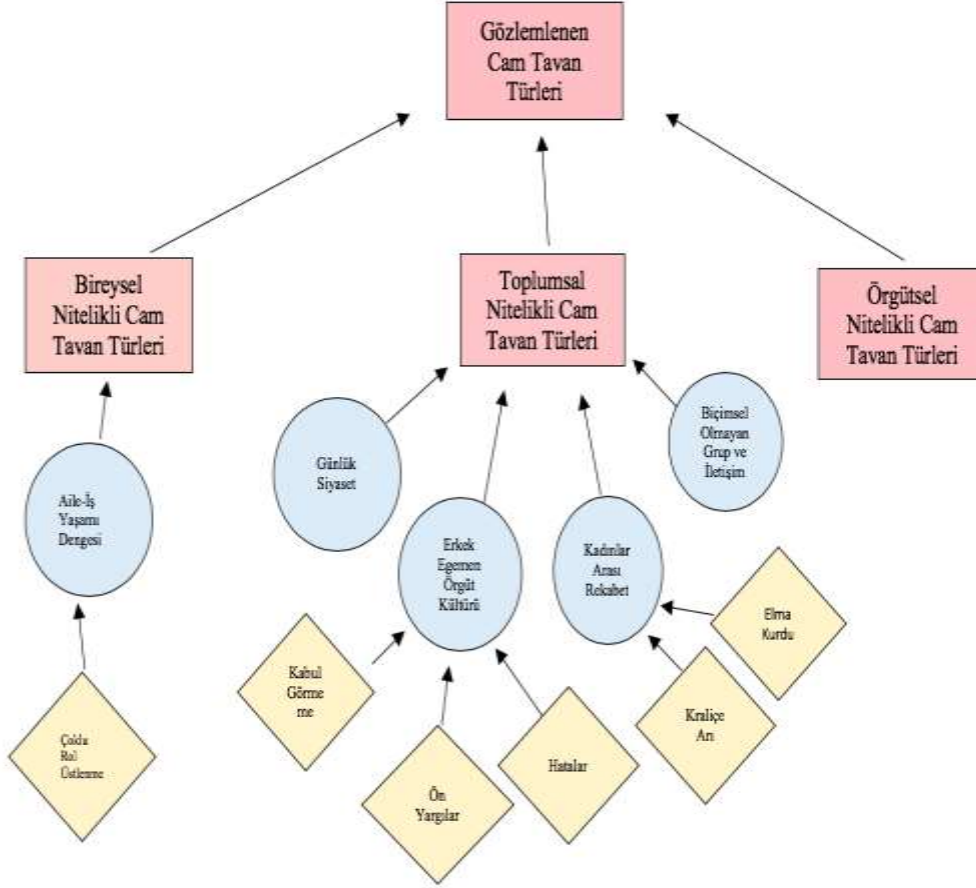 Gözlemlenen
Cam Tavan
Türleri
Bireysel
Nitelikli Cam
Tavan Türleri
Toplumsal
Nitelikli Cam
Tavan Türleri
Örgütsel
Nitelikli Cam
Tavan Türleri
Aile-İş
Yaşamı
Dengesi
Günlük
Siyaset
Erkek
Egemen
Örgüt
Kültürü
Kadınlar
Arası
Rekabet
Biçimsel
Olmayan
Grup ve
İletişim
Çoklu
Rol
Üstlenme
Kabul
Görme
me
Ön
Yargılar
Hatalar
Kraliçe
Arı
Elma
Kurdu